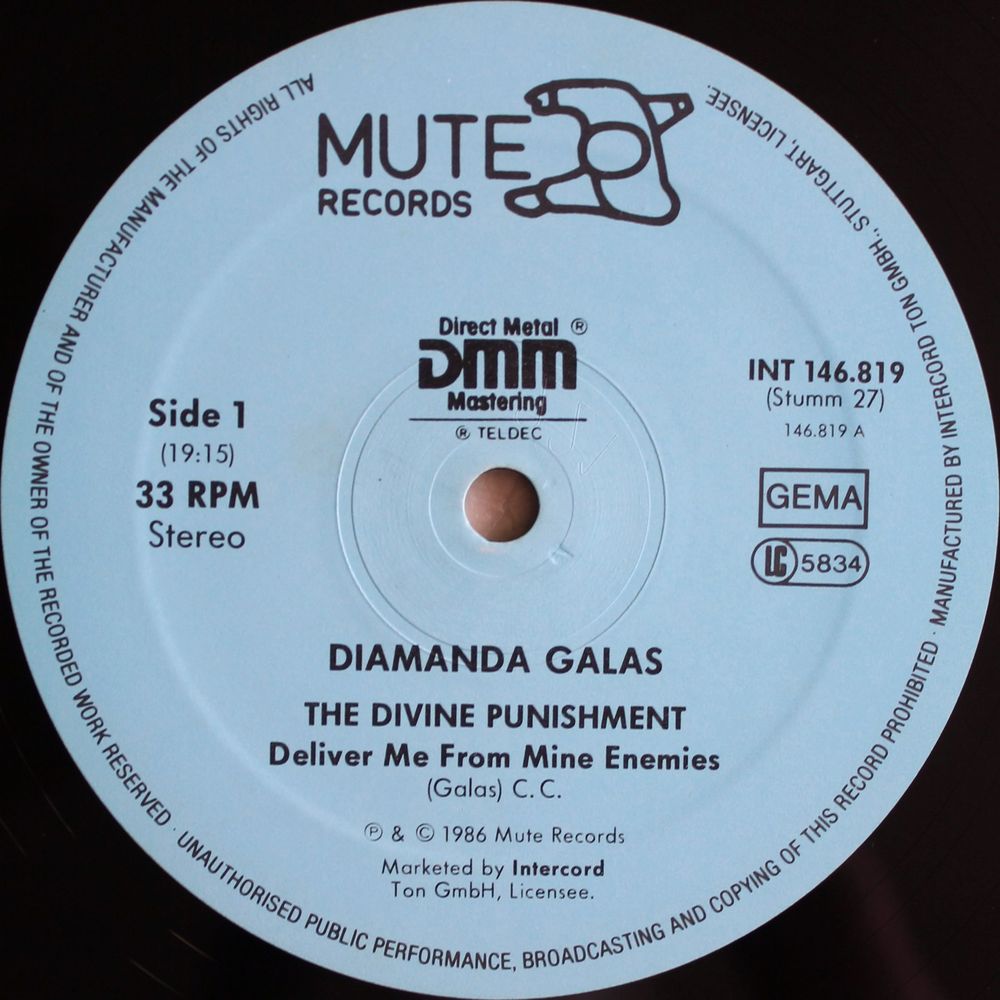 MUTE
RECORDS
Direct Metal ®
DMM
Mastering
® TELDEC
Side 1
(19:15)
33 RPM
Stereo
INT 146.819
(Stumm 27)
146.819 A
GEMA
LC 5834
DIAMANDA GALAS
THE DIVINE PUNISHMENT
Deliver Me From Mine Enemies
(Galas) C. C.
℗ & © 1986 Mute Records
Marketed by Intercord
Ton GmbH, Licensee.
ALL RIGHTS OF THE MANUFACTURER AND OF THE OWNER OF THE RECORDED WORK RESERVED · UNAUTHORISED PUBLIC PERFORMANCE, BROADCASTING AND COPYING OF THIS RECORD PROHIBITED · MANUFACTURED BY INTERCORD TON GMBH., STUTTGART, LICENSEE.